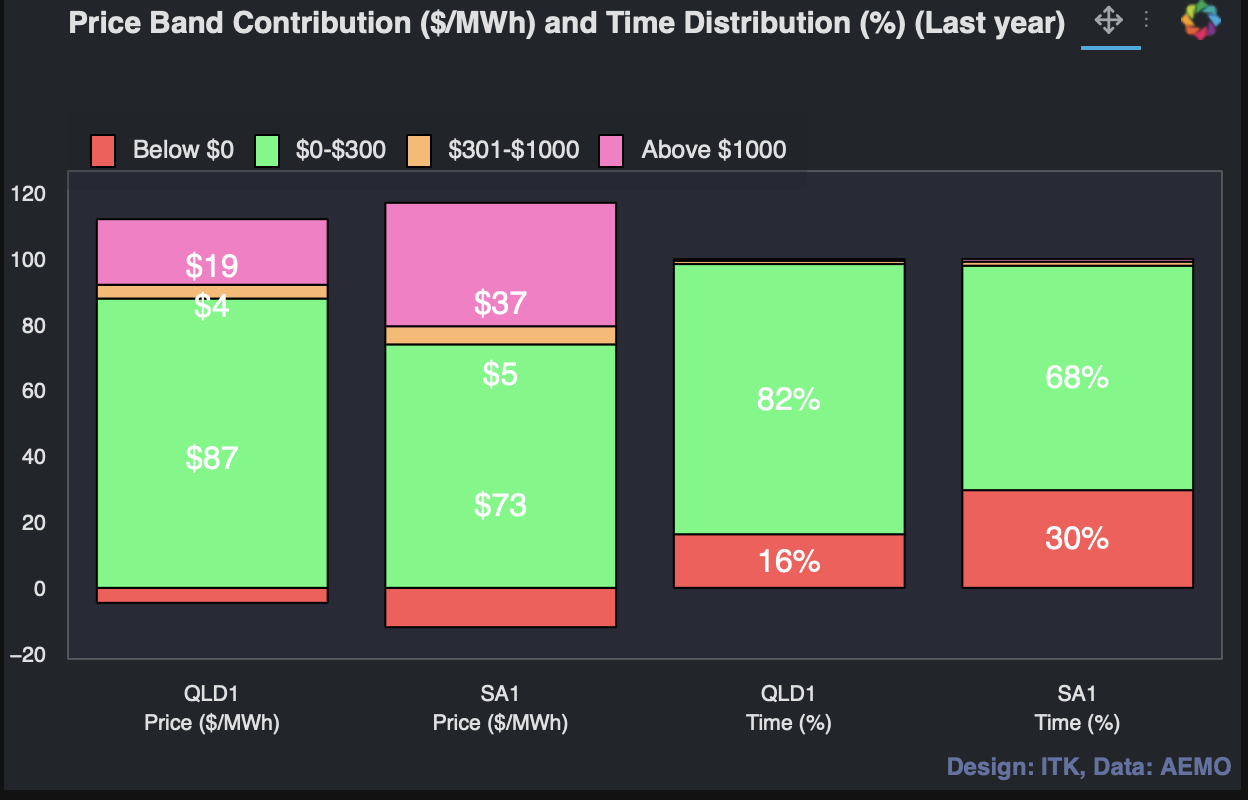 Price Band Contribution ($/MWh) and Time Distribution (%) (Last year)
Below $0 $0-$300 $301-$1000 Above $1000
120
100
80
60
40
20
0
−20
$19
$4
$87
$37
$5
$73
82%
16%
68%
30%
QLD1
Price ($/MWh)
SA1
Price ($/MWh)
QLD1
Time (%)
SA1
Time (%)
Design: ITK, Data: AEMO